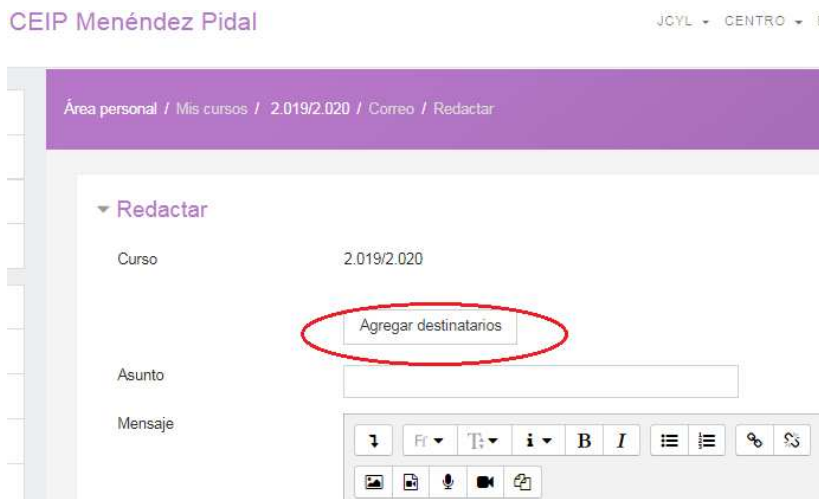 CEIP Menéndez Pidal
JCYL CENTRO
Área personal / Mis cursos / 2.019/2.020 / Correo / Redactar
Redactar
Curso 2.019/2.020
Agregar destinatarios
Asunto
Mensaje
B I